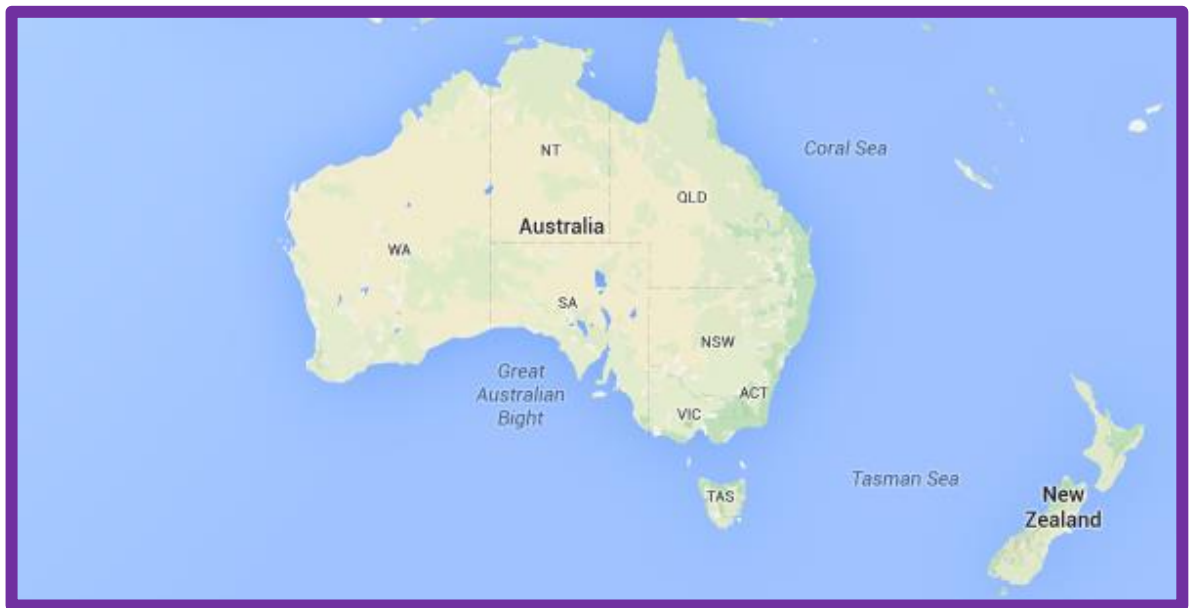 NT
Coral Sea
QLD
Australia
WA
SA
NSW
Great
Australian
Bight
ACT
VIC
Tasman Sea
TAS
New
Zealand